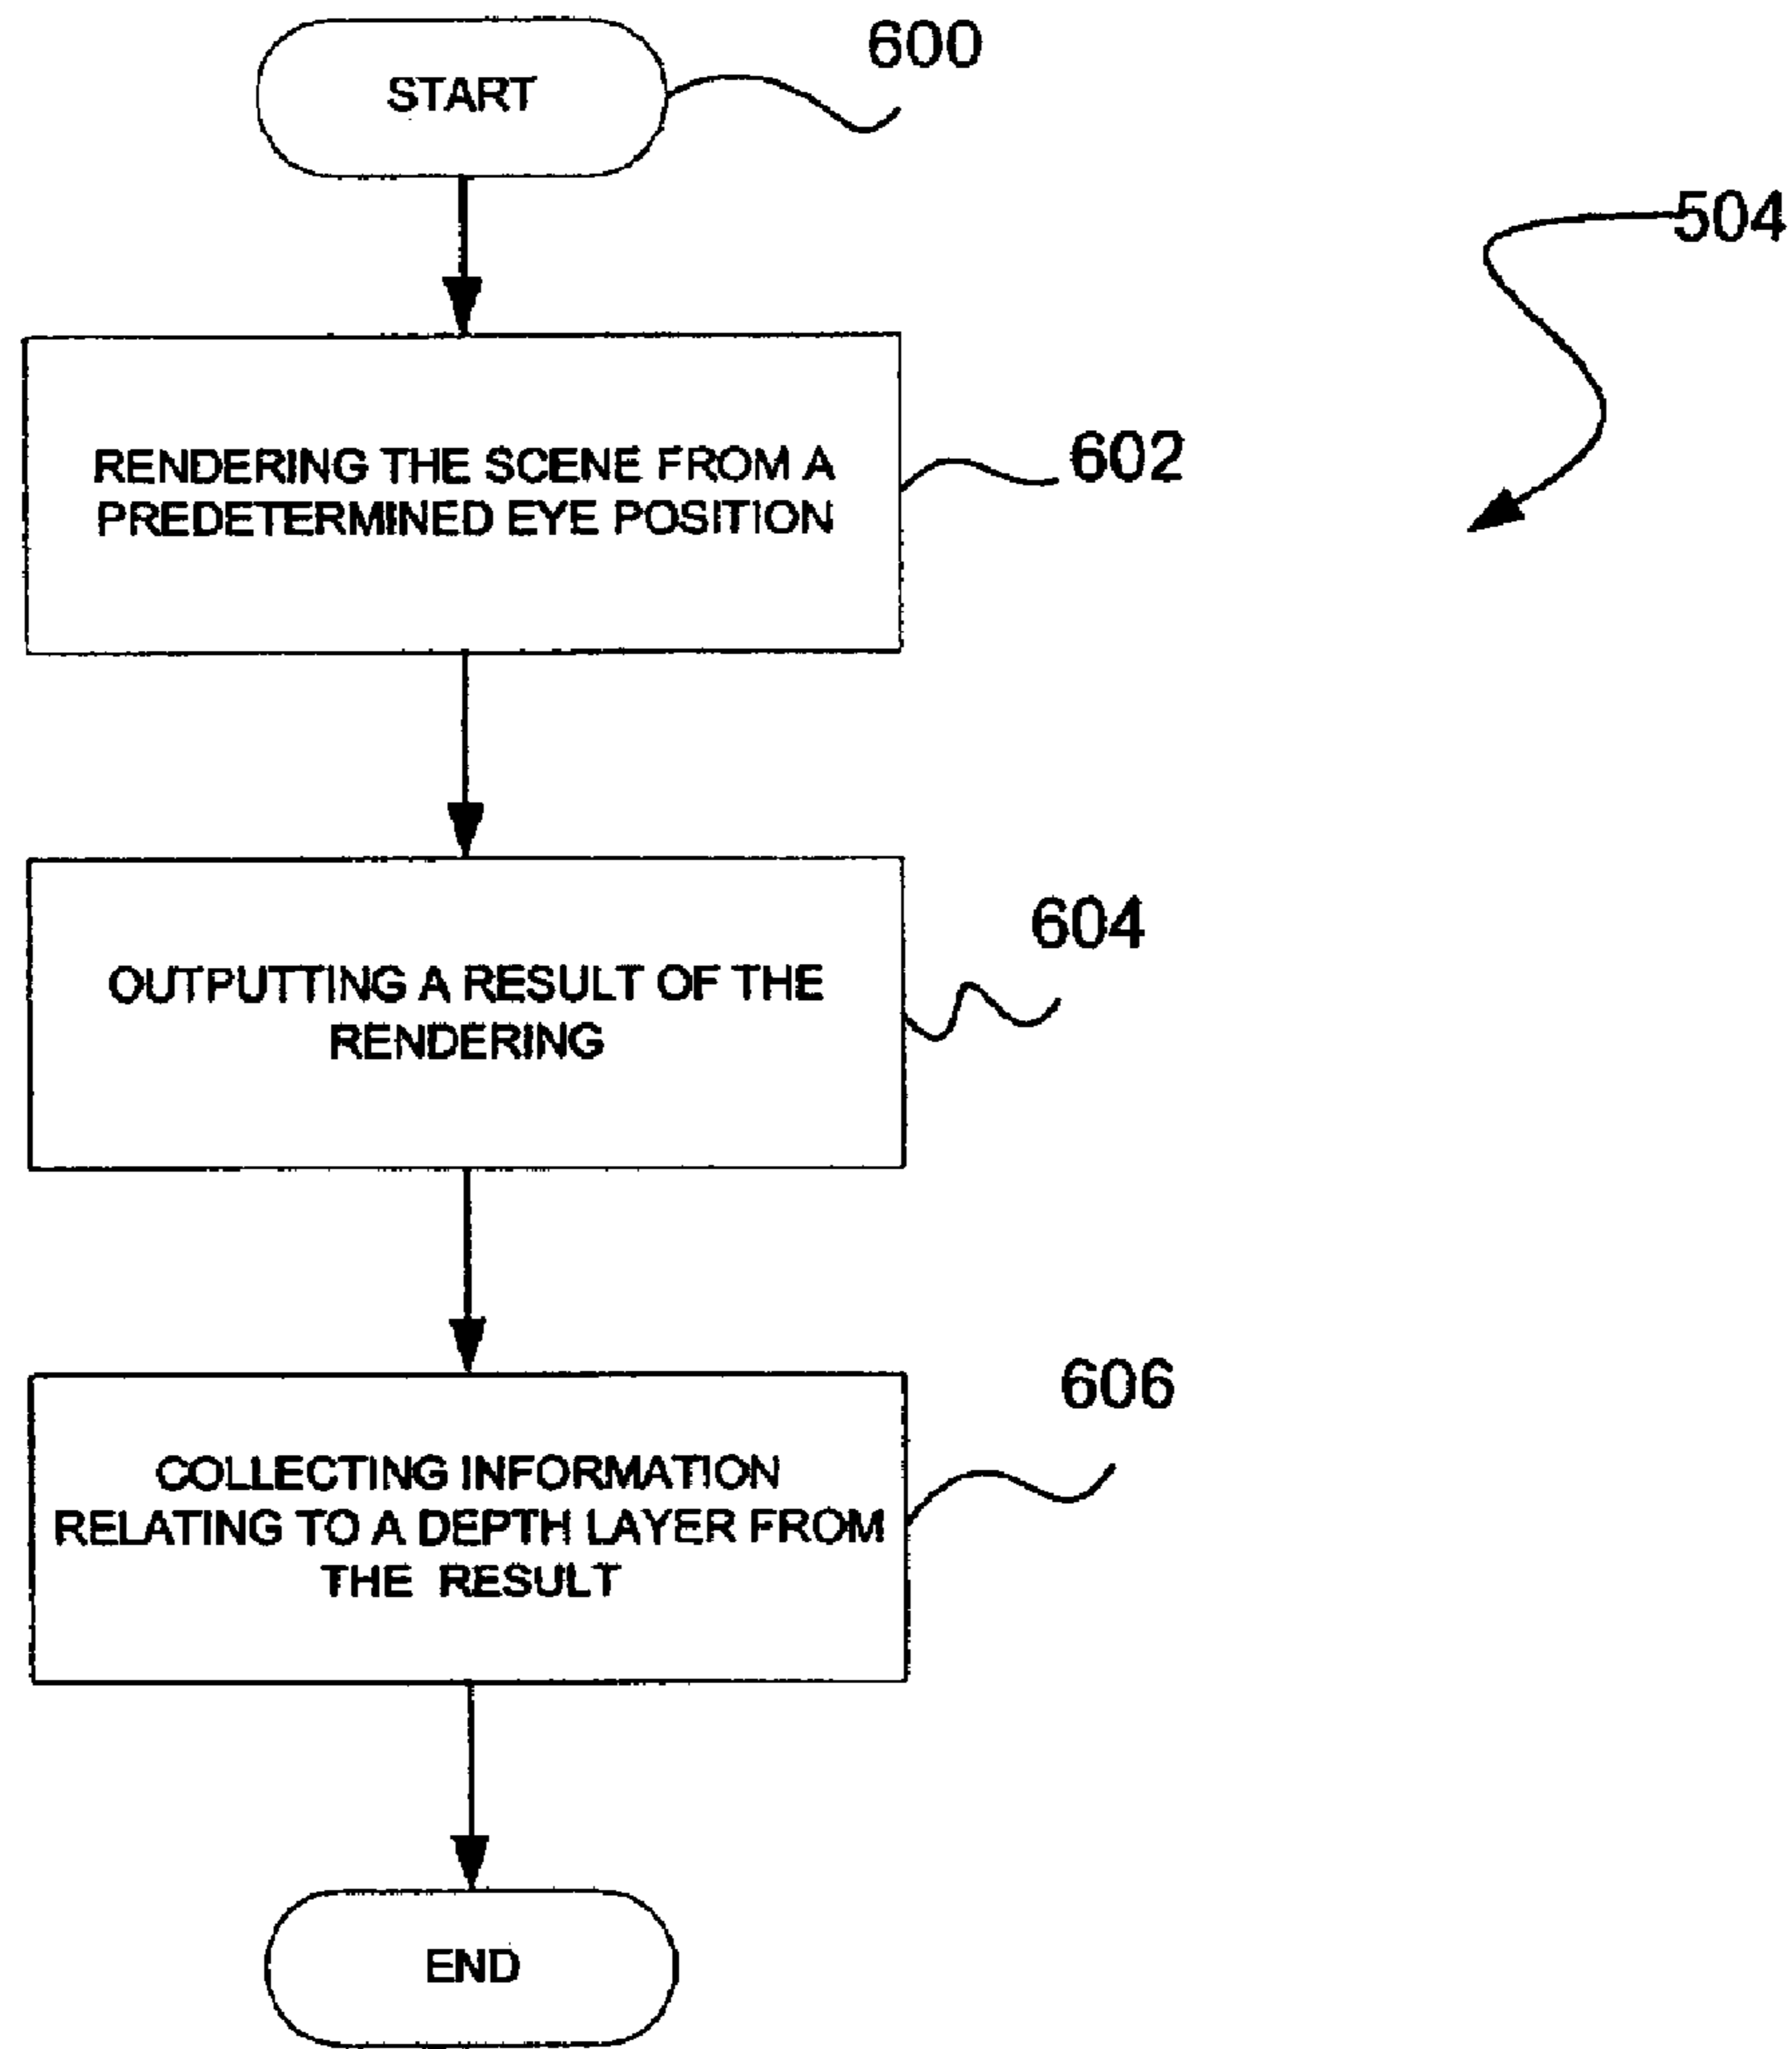 START
600
504
RENDERING THE SCENE FROM A
PREDETERMINED EYE POSITION
602
OUTPUTTING A RESULT OF THE
RENDERING
604
COLLECTING INFORMATION
RELATING TO A DEPTH LAYER FROM
THE RESULT
606
END